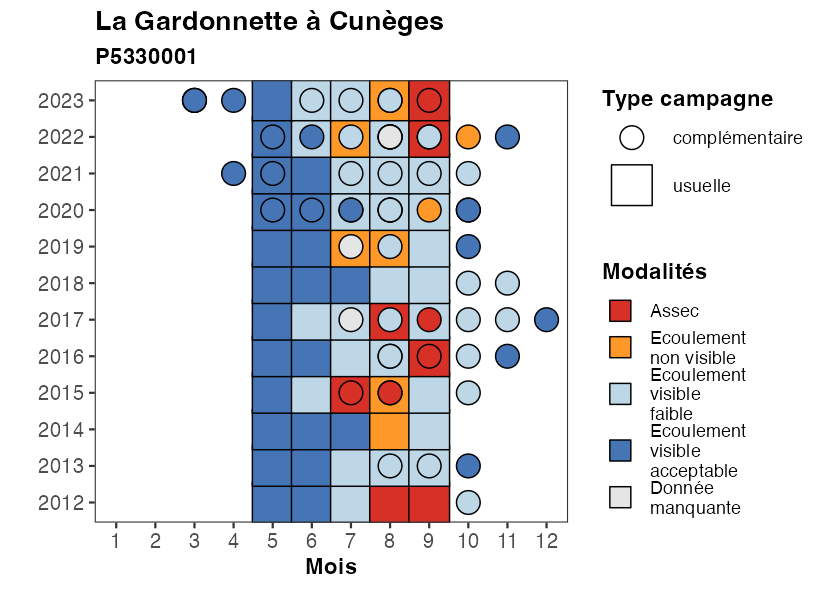 La Gardonnette à Cunèges
P5330001
2023
2022
2021
2020
2019
2018
2017
2016
2015
2014
2013
2012
1 2 3 4 5 6 7 8 9 10 11 12
Mois
Type campagne
complémentaire
usuelle
Modalités
Assec
Ecoulement
non visible
Ecoulement
visible
faible
Ecoulement
visible
acceptable
Donnée
manquante